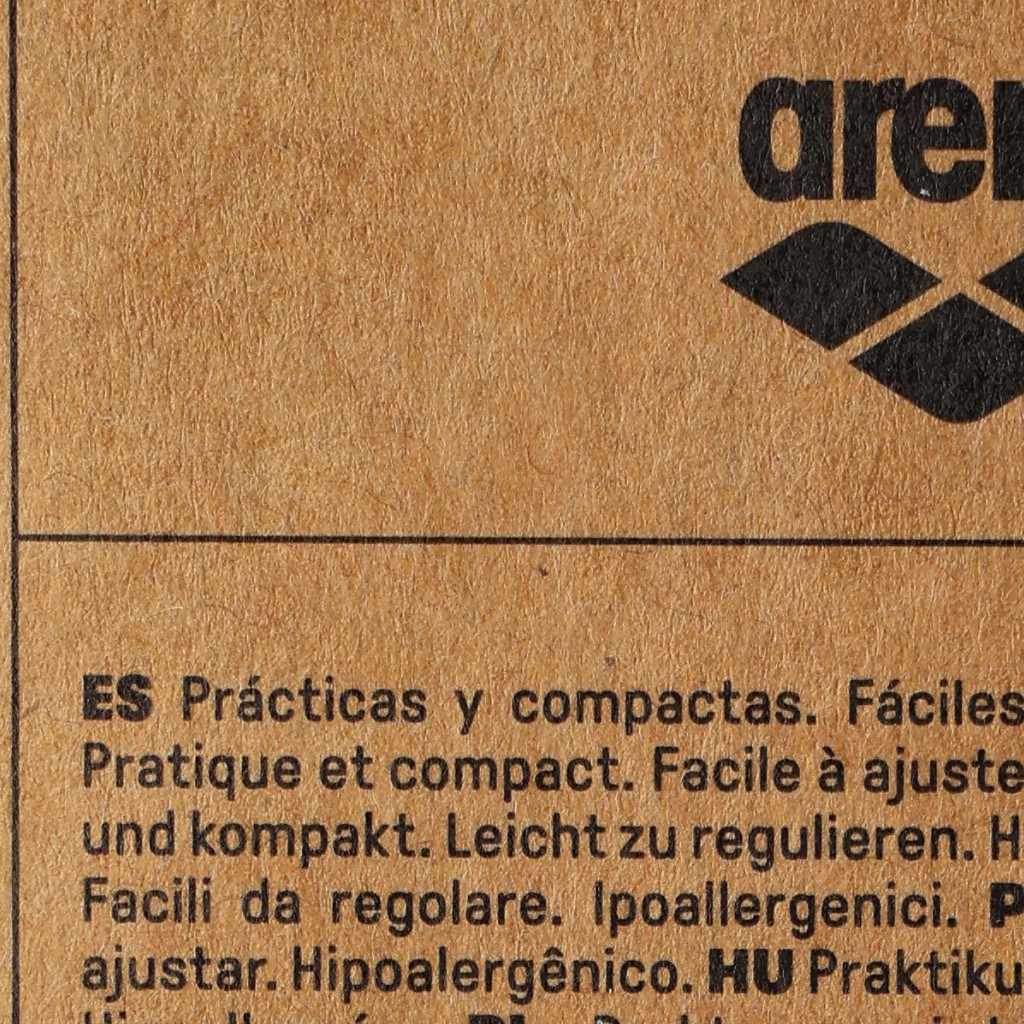 aren
ES Prácticas y compactas. Fáciles
Pratique et compact. Facile à ajuste
und kompakt. Leicht zu regulieren. H
Facili da regolare. Ipoallergenici. P
ajustar. Hipoalergênico. HU Praktiku